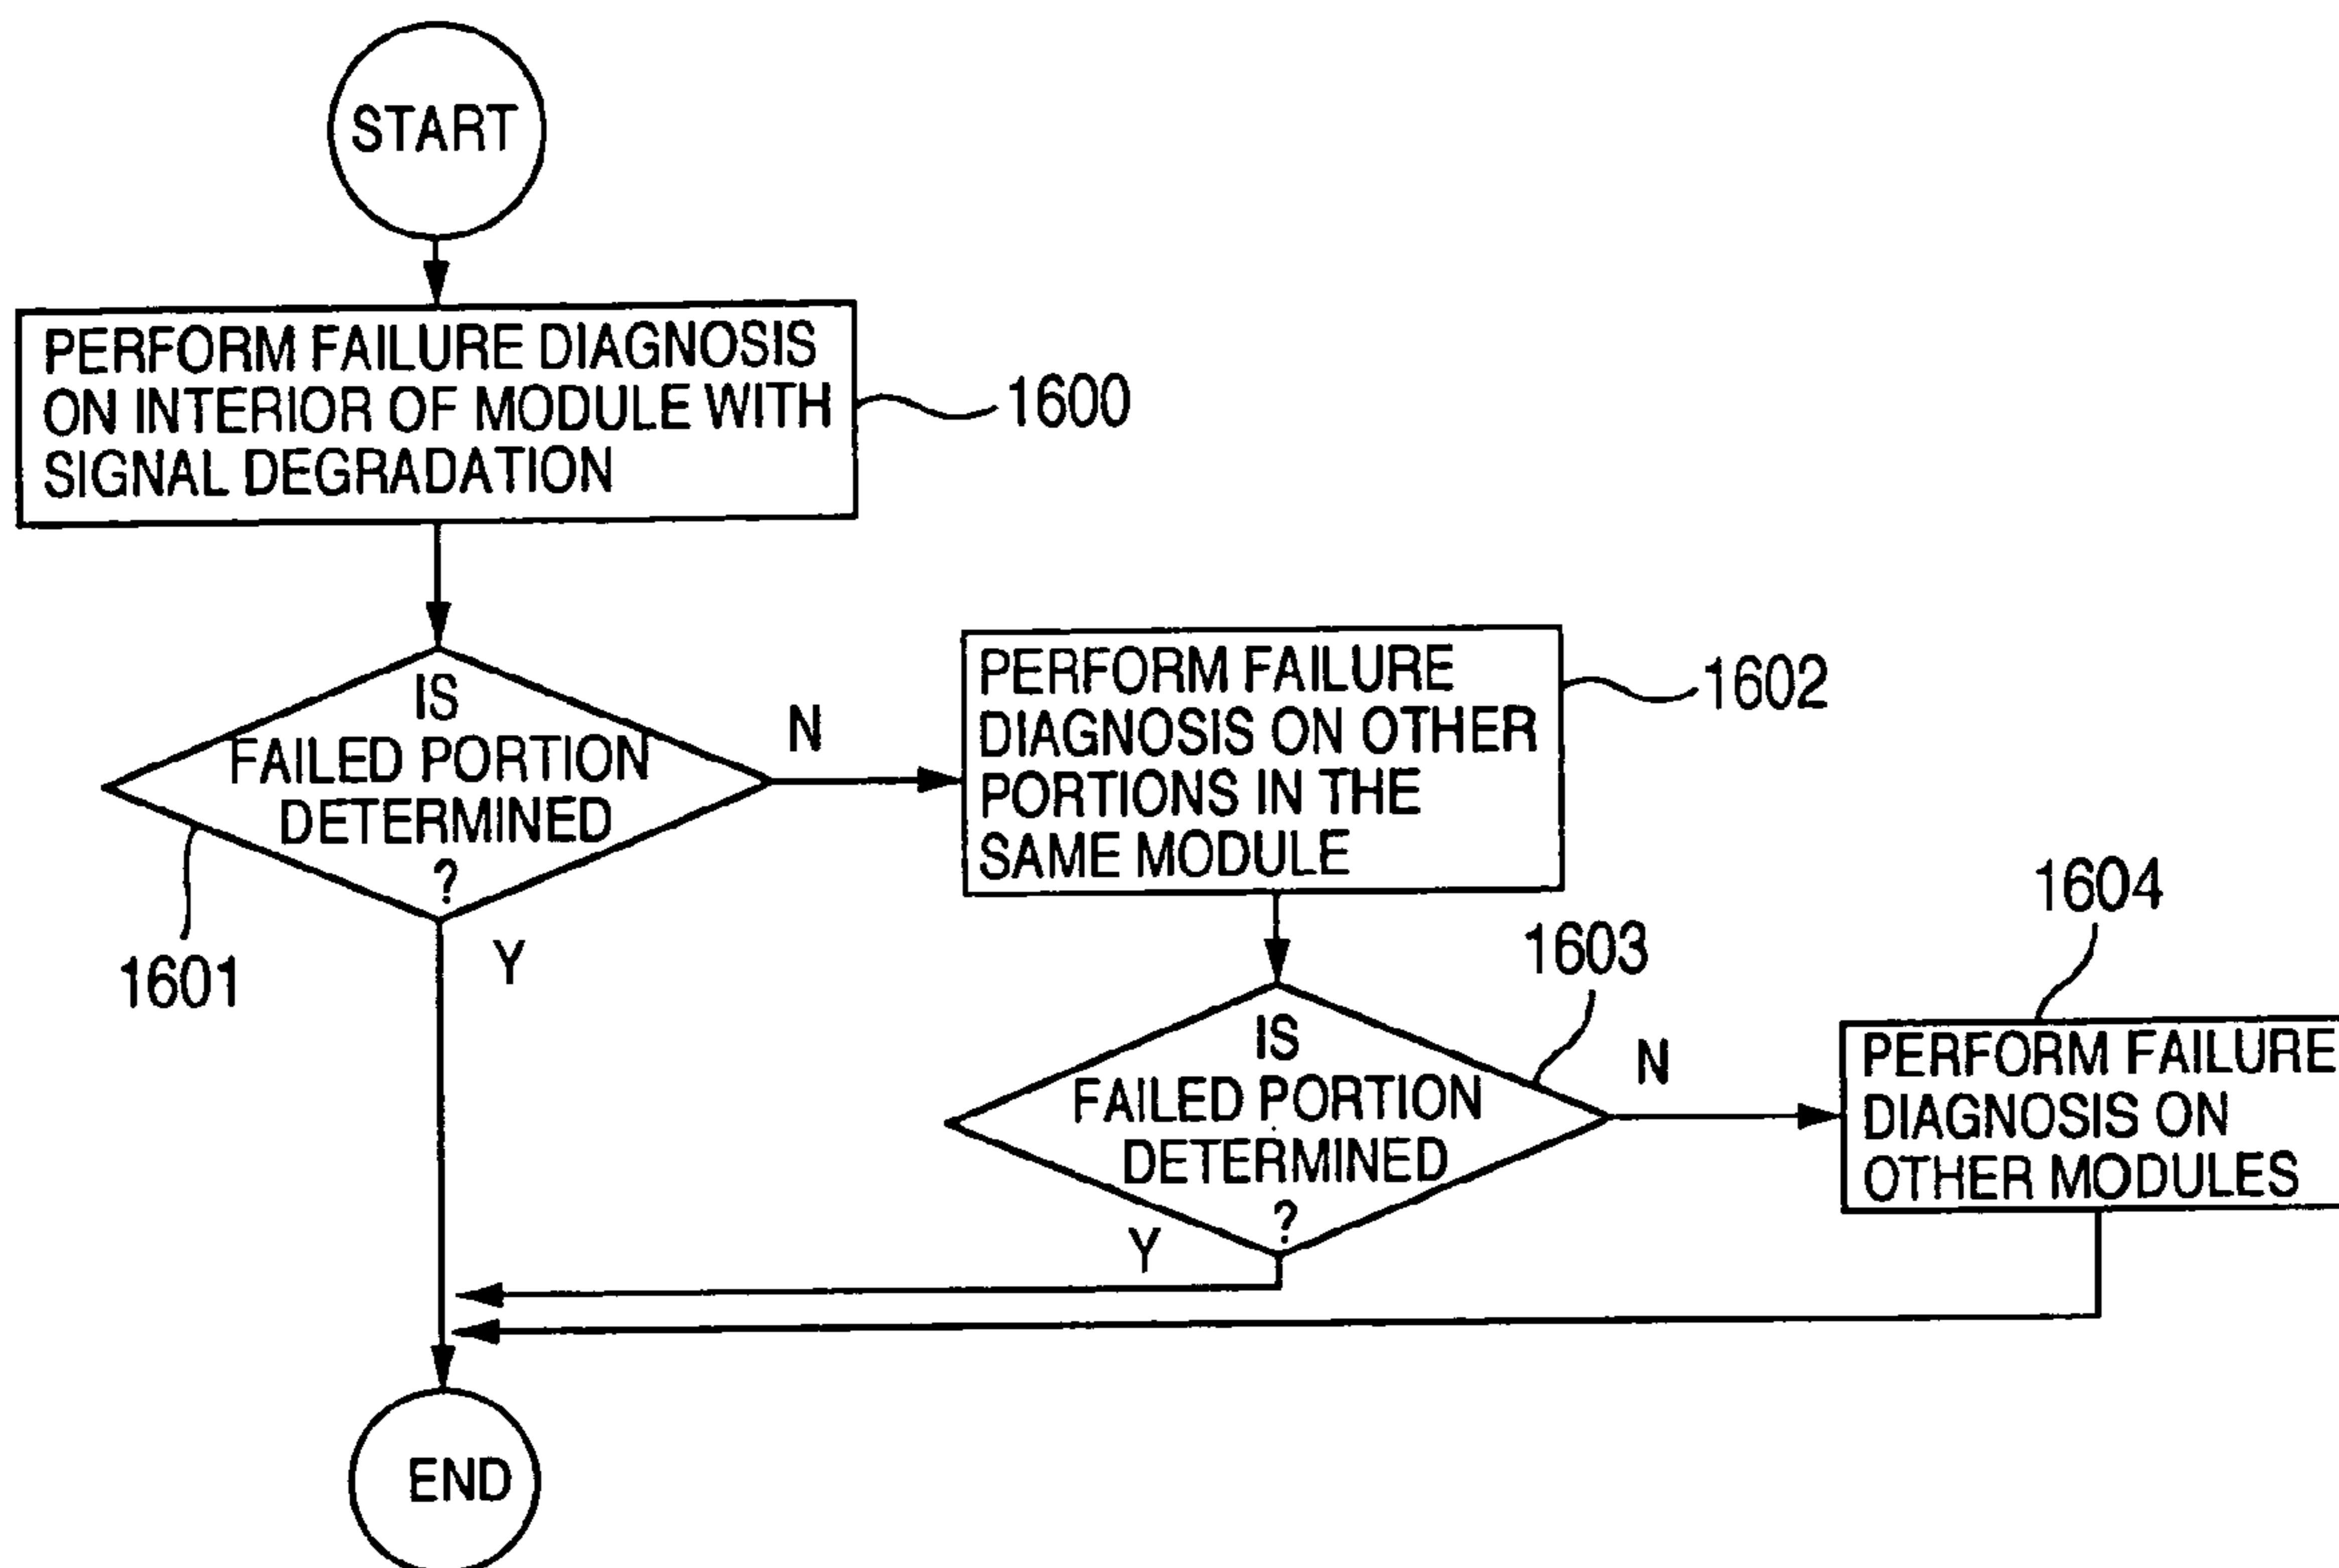 START
PERFORM FAILURE DIAGNOSIS
ON INTERIOR OF MODULE WITH
SIGNAL DEGRADATION
1600
IS
FAILED PORTION
DETERMINED
?
N
Y
1601
PERFORM FAILURE
DIAGNOSIS ON OTHER
PORTIONS IN THE
SAME MODULE
1602
IS
FAILED PORTION
DETERMINED
?
1603
N
Y
1604
PERFORM FAILURE
DIAGNOSIS ON
OTHER MODULES
END